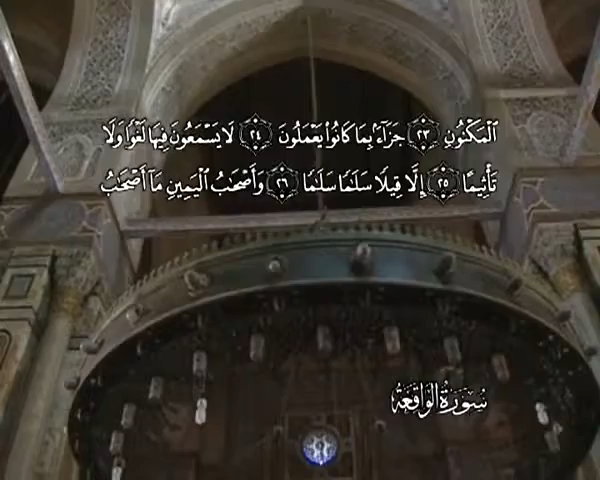 ٱلْمَكْنُونِ ٢٣ جَزَآءًۢ بِمَا كَانُوا۟ يَعْمَلُونَ ٢٤ لَا يَسْمَعُونَ فِيهَا لَغْوًا وَلَا
تَأْثِيمًا ٢٥ إِلَّا قِيلًا سَلَـٰمًا سَلَـٰمًا ٢٦ وَأَصْحَـٰبُ ٱلْيَمِينِ مَآ أَصْحَـٰبُ
سُورَةُ الوَاقِعَةِ